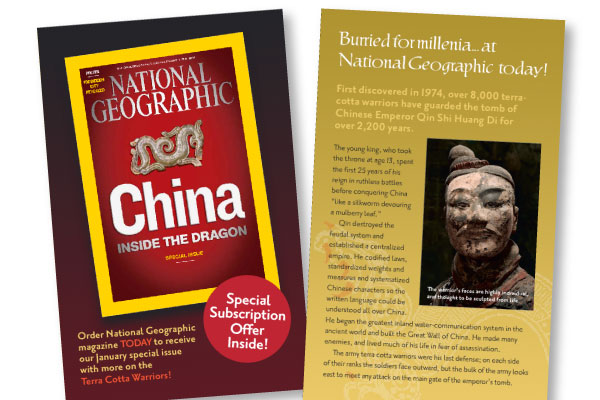 NATIONAL
GEOGRAPHIC
China
INSIDE THE DRAGON
SPECIAL ISSUE
Special
Subscription
Offer
Inside!
Order National Geographic
magazine TODAY to receive
our January special issue
with more on the
Terra Cotta Warriors!
Burried for millenia... at
National Geographic today!
First discovered in 1974, over 8,000 terra-
cotta warriors have guarded the tomb of
Chinese Emperor Qin Shi Huang Di for
over 2,200 years.
The young king, who took
the throne at age 13, spent
the first 25 years of his
reign in ruthless battles
before conquering China
"like a silkworm devouring
a mulberry leaf."
Qin destroyed the
feudal system and
established a centralized
empire. He codified laws,
standardized weights and
measures and systematized
Chinese characters so the
written language could be
understood all over China.
He began the greatest inland water-communication system in the
ancient world and built the Great Wall of China. He made many
enemies, and lived much of his life in fear of assassination.
The army terra cotta warriors were his last defense; on each side
of their ranks the soldiers face outward, but the bulk of the army looks
east to meet any attack on the main gate of the emperor's tomb.
The warrior's faces are highly individual,
and thought to be sculpted from life.